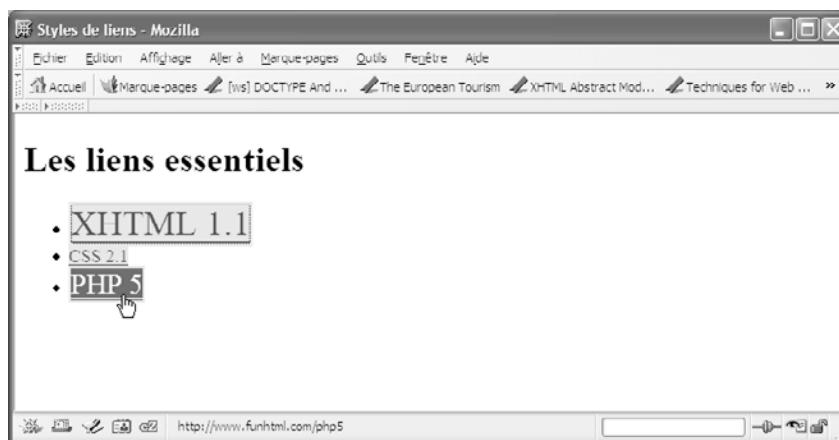 Styles de liens - Mozilla
Fichier Edition Affichage Aller à Marque-pages Outils Fenêtre Aide
Accueil Marque-pages [ws] DOCTYPE And ... The European Tourism XHTML Abstract Mod... Techniques for Web ... »
Les liens essentiels
• XHTML 1.1
• CSS 2.1
• PHP 5
http://www.funhtml.com/php5